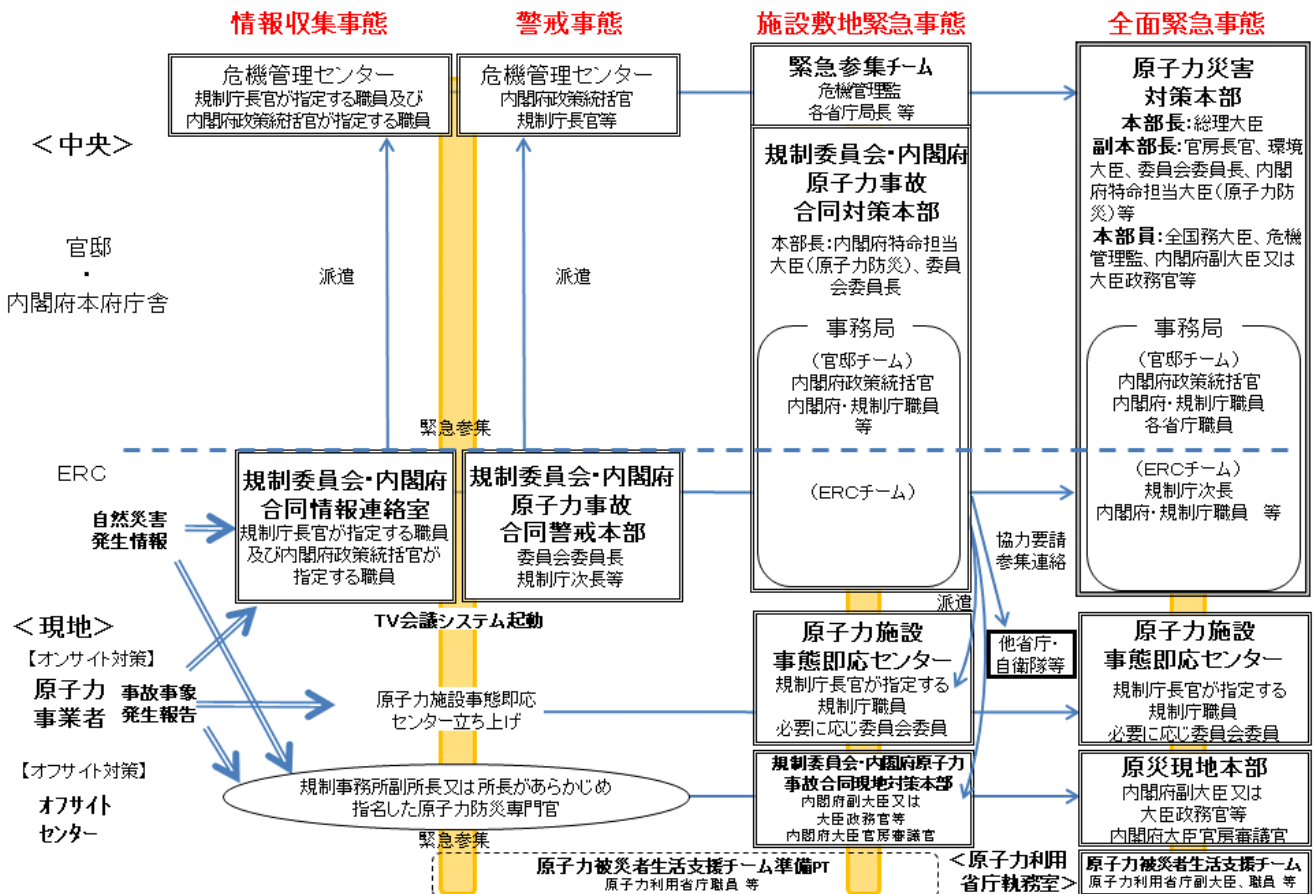 情報収集事態
警戒事態
施設敷地緊急事態
全面緊急事態
＜中央＞
官邸
・
内閣府本府庁舎
危機管理センター
規制庁長官が指定する職員及び
内閣府政策統括官が指定する職員
危機管理センター
内閣府政策統括官
規制庁長官等
緊急参集チーム
危機管理監
各省庁局長 等
規制委員会・内閣府
原子力事故
合同対策本部
本部長：内閣府特命担当
大臣（原子力防災）、委員
会委員長
事務局
（官邸チーム）
内閣府政策統括官
内閣府・規制庁職員
等
（ERCチーム）
原子力災害
対策本部
本部長：総理大臣
副本部長：官房長官、環境
大臣、委員会委員長、内閣
府特命担当大臣（原子力防
災）等
本部員：全国務大臣、危機
管理監、内閣府副大臣又は
大臣政務官等
事務局
（官邸チーム）
内閣府政策統括官
内閣府・規制庁職員
各省庁職員
（ERCチーム）
規制庁次長
内閣府・規制庁職員 等
派遣
派遣
緊急参集
ERC
自然災害
発生情報
規制委員会・内閣府
合同情報連絡室
規制庁長官が指定する職員
及び内閣府政策統括官が
指定する職員
規制委員会・内閣府
原子力事故
合同警戒本部
委員会委員長
規制庁次長等
TV会議システム起動
協力要請
参集連絡
派遣
他省庁・
自衛隊等
＜現地＞
【オンサイト対策】
原子力
事業者
事故事象
発生報告
原子力施設事態即応
センター立ち上げ
原子力施設
事態即応センター
規制庁長官が指定する
規制庁職員
必要に応じ委員会委員
原子力施設
事態即応センター
規制庁長官が指定する
規制庁職員
必要に応じ委員会委員
【オフサイト対策】
オフサイト
センター
規制事務所副所長又は所長があらかじめ
指名した原子力防災専門官
緊急参集
規制委員会・内閣府原子力
事故合同現地対策本部
内閣府副大臣又は
大臣政務官等
内閣府大臣官房審議官
原災現地本部
内閣府副大臣又は
大臣政務官等
内閣府大臣官房審議官
原子力被災者生活支援チーム準備PT
原子力利用省庁職員 等
＜原子力利用
省庁執務室＞
原子力被災者生活支援チーム
原子力利用省庁副大臣、職員 等